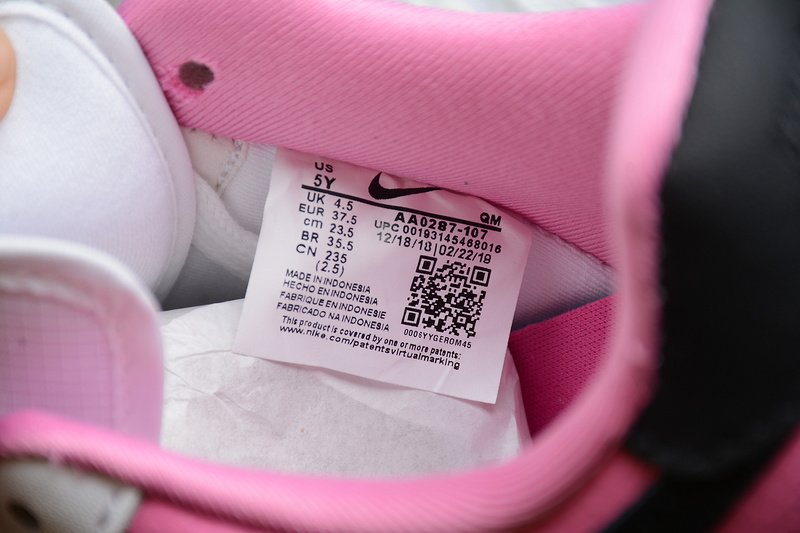 US
5Y
QM
UK 4.5
AA0287-107
EUR 37.5
UPC 00193145468016
cm 23.5
12/18/18 | 02/22/19
BR 35.5
CN 235
(2.5)
MADE IN INDONESIA
HECHO EN INDONESIA
FABRIQUE EN INDONESIE
FABRICADO NA INDONESIA
0006YYGEROM45
This product is covered by one or more patents:
www.nike.com/patentsvirtualmarking